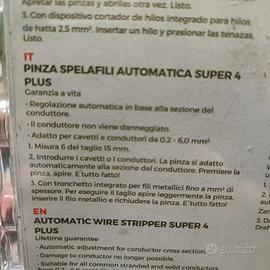 Apretar las pinzas y abrirlas otra vez. Listo.
3. Con dispositivo cortador de hilos integrado para hilos
de hatta 2,5 mm². Insertar un hilo y presionar las tenazas,
Listo.
IT
PINZA SPELAFILI AUTOMATICA SUPER 4
PLUS
Garanzia a vita
• Regolazione automatica in base alla sezione del
conduttore.
• Il conduttore non viene danneggiato.
• Adatto per cavetti e conduttori da 0,2 - 6,0 mm²
1. Misura 6 del taglio 15 mm.
2. Introdurre i cavetti o i conduttori. La pinza si adatta
automaticamente alla sezione del conduttore. Premiere la
pinza, apire. E`tutto fatto!
3. Con tronchetto integrato per fili metallici fino a mm² di
spessore. Per eseguire il taglio apire leggermente la pinza,
inserire il filo metallico e richiudere la pinza. E`tutto fatto!
EN
AUTOMATIC WIRE STRIPPER SUPER 4
PLUS
Lifetime guarantee
• Automatic adjustment for conductor cross section
• Damage to conductor no longer possible.
• Suitable for all common stranded and solid conductors
subito